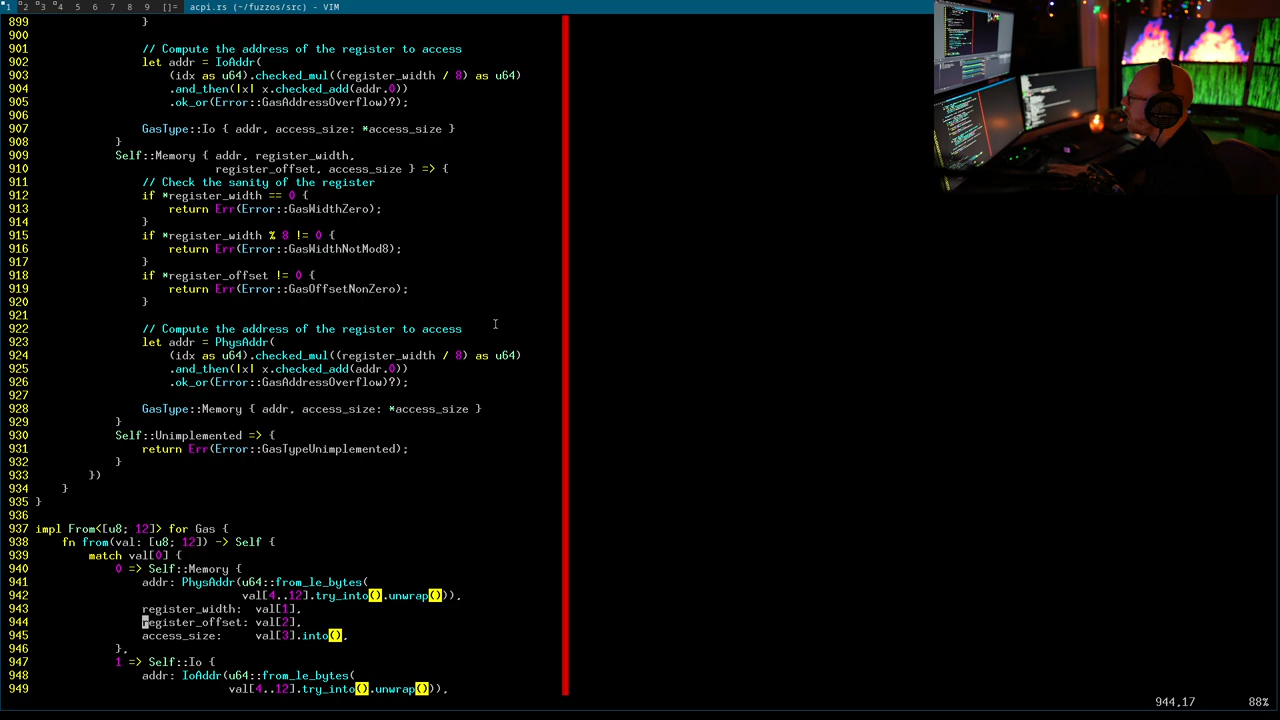 1 2 3 4 5 6 7 8 9 []= acpi.rs (~/fuzzos/src) - VIM
899 }
900
901 // Compute the address of the register to access
902 let addr = IoAddr(
903 (idx as u64).checked_mul((register_width / 8) as u64)
904 .and_then(|x| x.checked_add(addr.0))
905 .ok_or(Error::GasAddressOverflow)?);
906
907 GasType::Io { addr, access_size: *access_size }
908 }
909 Self::Memory { addr, register_width,
910 register_offset, access_size } => {
911 // Check the sanity of the register
912 if *register_width == 0 {
913 return Err(Error::GasWidthZero);
914 }
915 if *register_width % 8 != 0 {
916 return Err(Error::GasWidthNotMod8);
917 }
918 if *register_offset != 0 {
919 return Err(Error::GasOffsetNonZero);
920 }
921
922 // Compute the address of the register to access
923 let addr = PhysAddr(
924 (idx as u64).checked_mul((register_width / 8) as u64)
925 .and_then(|x| x.checked_add(addr.0))
926 .ok_or(Error::GasAddressOverflow)?);
927
928 GasType::Memory { addr, access_size: *access_size }
929 }
930 Self::Unimplemented => {
931 return Err(Error::GasTypeUnimplemented);
932 }
933 })
934 }
935 }
936
937 impl From<[u8; 12]> for Gas {
938 fn from(val: [u8; 12]) -> Self {
939 match val[0] {
940 0 => Self::Memory {
941 addr: PhysAddr(u64::from_le_bytes(
942 val[4..12].try_into().unwrap())),
943 register_width: val[1],
944 register_offset: val[2],
945 access_size: val[3].into(),
946 },
947 1 => Self::Io {
948 addr: IoAddr(u64::from_le_bytes(
949 val[4..12].try_into().unwrap())),
944,17 88%